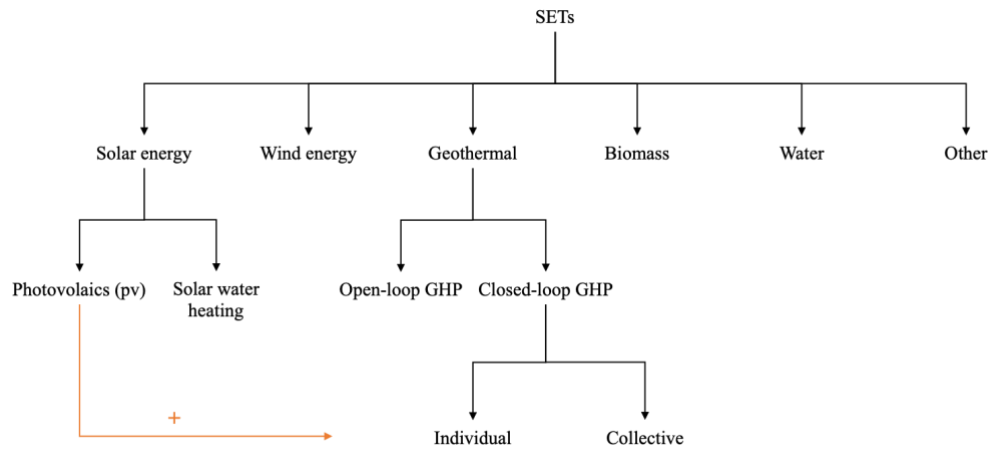 SETs
Solar energy
Wind energy
Geothermal
Biomass
Water
Other
Photovolaics (pv)
Solar water
heating
Open-loop GHP
Closed-loop GHP
+
Individual
Collective